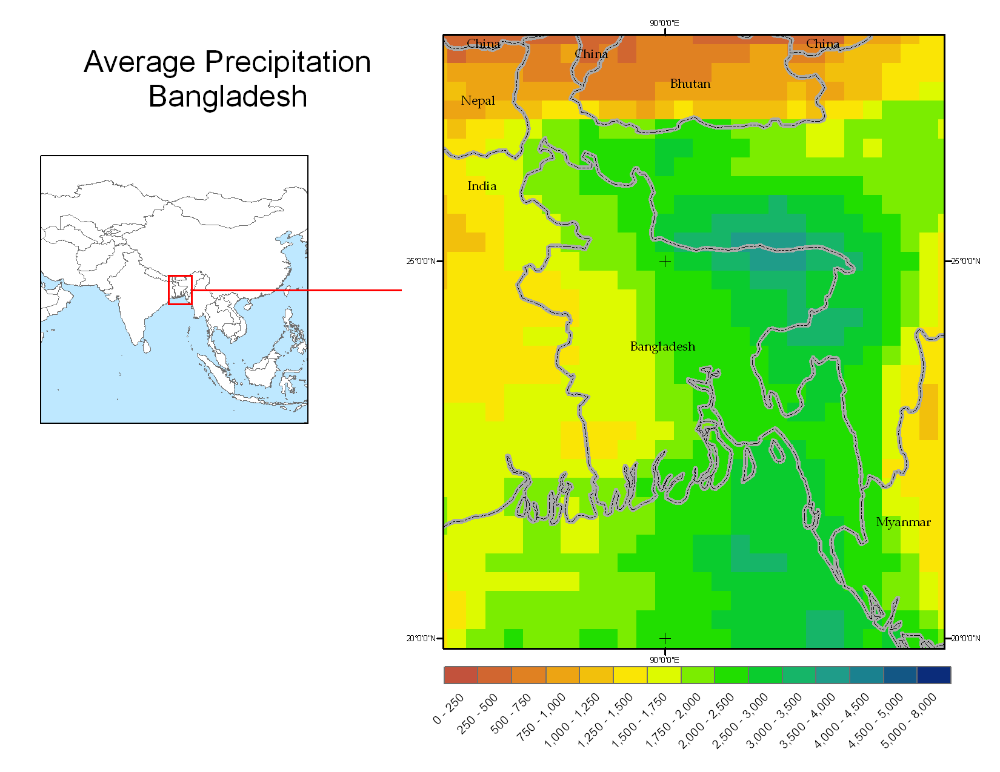 Average Precipitation
Bangladesh
90°0'0"E
China
China
China
Bhutan
Nepal
India
25°0'0"N
25°0'0"N
Bangladesh
Myanmar
20°0'0"N
20°0'0"N
90°0'0"E
0 - 250
250 - 500
500 - 750
750 - 1,000
1,000 - 1,250
1,250 - 1,500
1,500 - 1,750
1,750 - 2,000
2,000 - 2,500
2,500 - 3,000
3,000 - 3,500
3,500 - 4,000
4,000 - 4,500
4,500 - 5,000
5,000 - 8,000